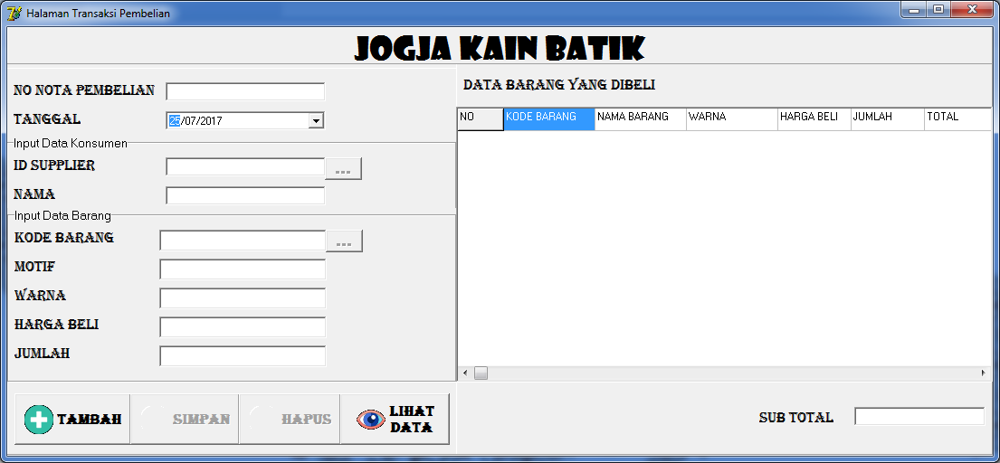 Halaman Transaksi Pembelian
JOGJA KAIN BATIK
NO NOTA PEMBELIAN
TANGGAL 25/07/2017
Input Data Konsumen
ID SUPPLIER ...
NAMA
Input Data Barang
KODE BARANG ...
MOTIF
WARNA
HARGA BELI
JUMLAH
TAMBAH SIMPAN HAPUS LIHAT DATA
DATA BARANG YANG DIBELI
NO KODE BARANG NAMA BARANG WARNA HARGA BELI JUMLAH TOTAL
SUB TOTAL